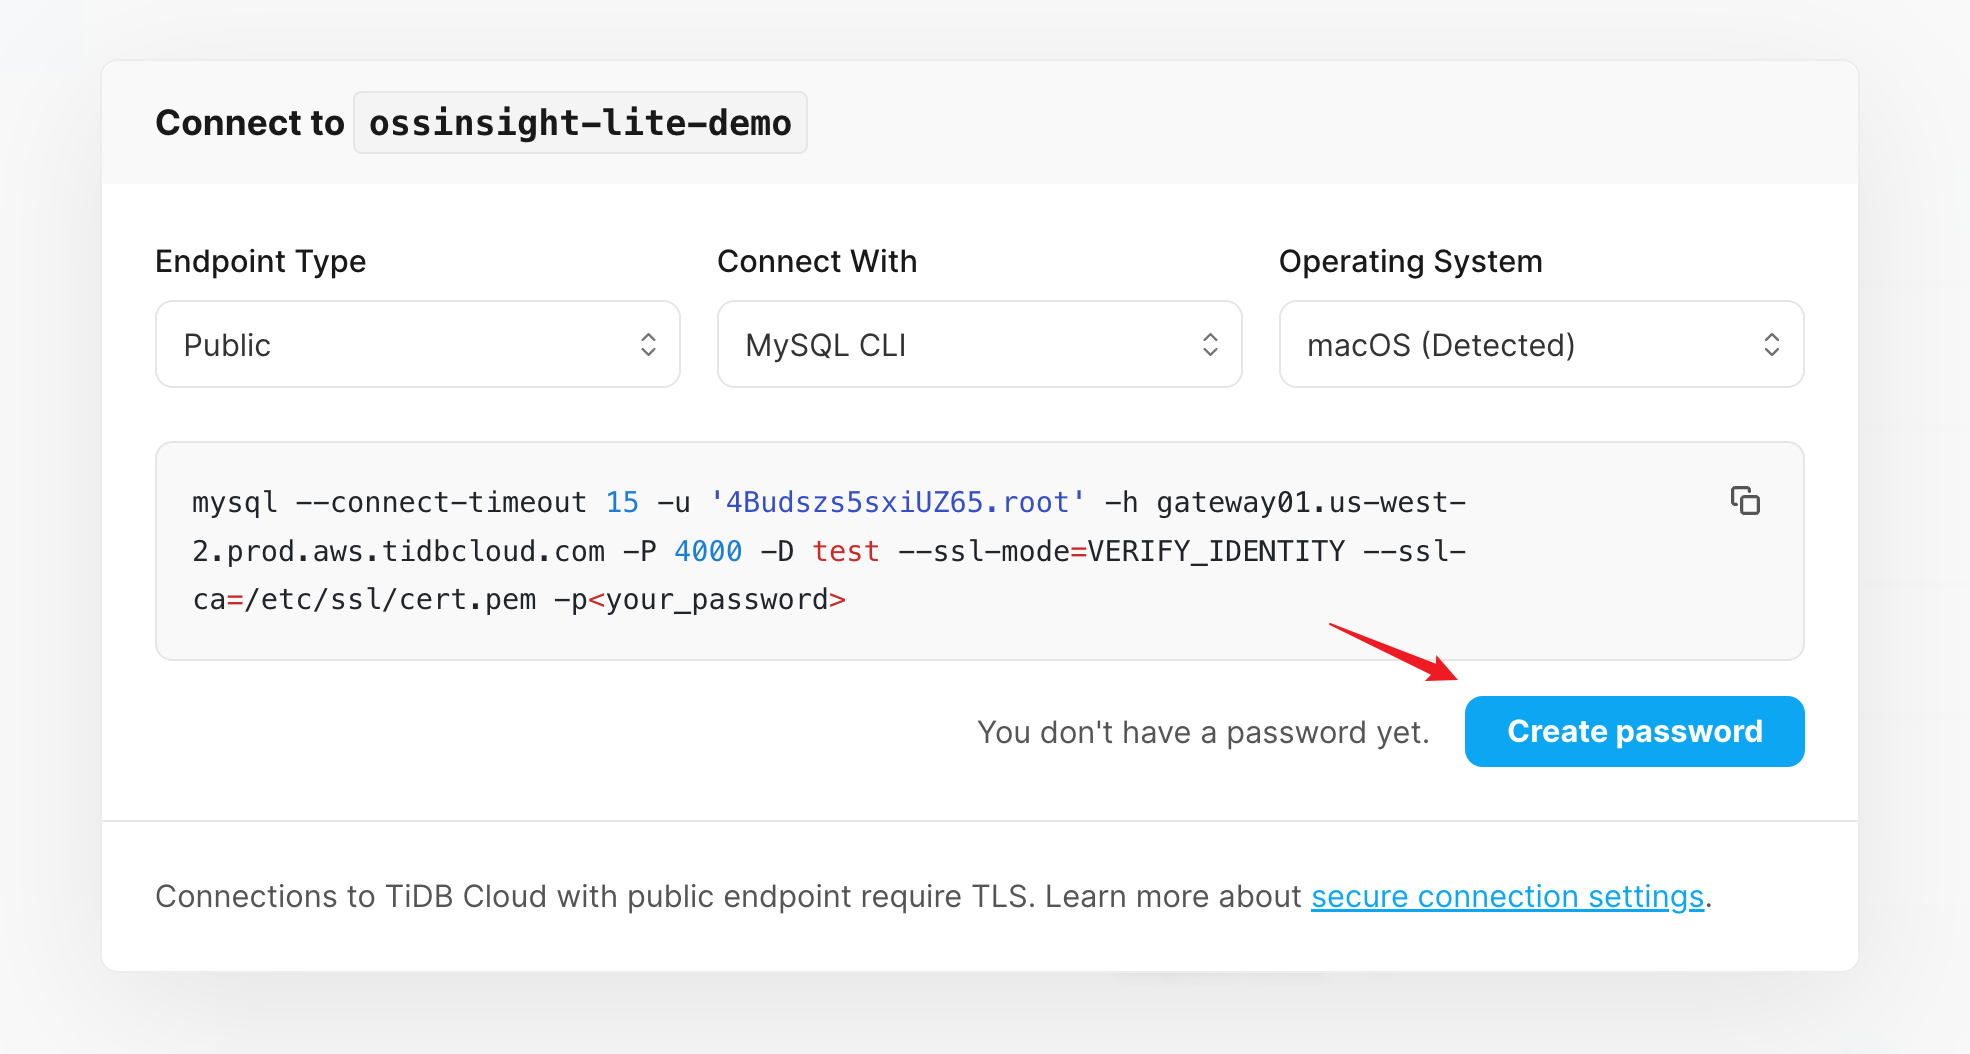 Connect to ossinsight-lite-demo
Endpoint Type
Connect With
Operating System
Public
MySQL CLI
macOS (Detected)
mysql --connect-timeout 15 -u '4Budszs5sxiUZ65.root' -h gateway01.us-west-
2.prod.aws.tidbcloud.com -P 4000 -D test --ssl-mode=VERIFY_IDENTITY --ssl-
ca=/etc/ssl/cert.pem -p<your_password>
You don't have a password yet.
Create password
Connections to TiDB Cloud with public endpoint require TLS. Learn more about secure connection settings.